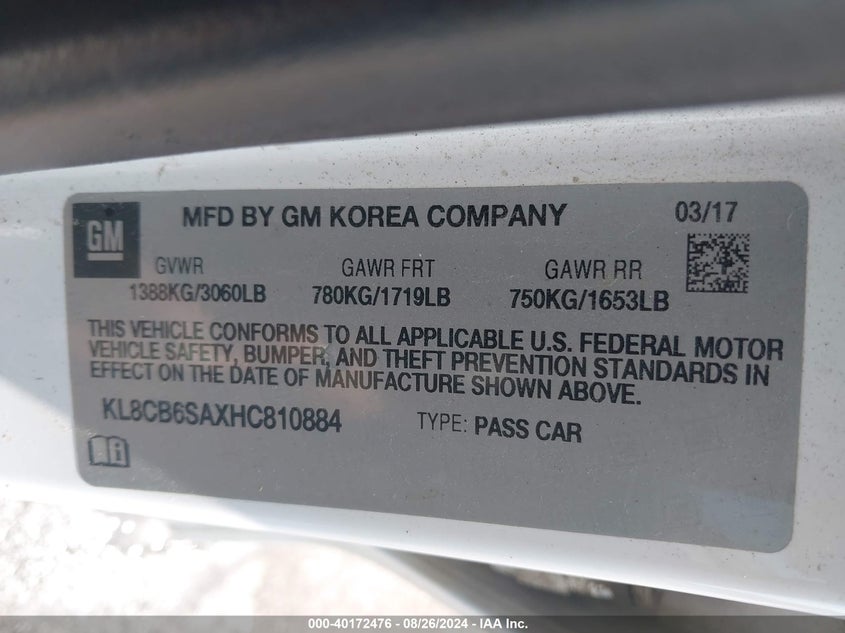 GM
MFD BY GM KOREA COMPANY
03/17
GVWR GAWR FRT GAWR RR
1388KG/3060LB 780KG/1719LB 750KG/1653LB
THIS VEHICLE CONFORMS TO ALL APPLICABLE U.S. FEDERAL MOTOR
VEHICLE SAFETY, BUMPER, AND THEFT PREVENTION STANDARDS IN
EFFECT ON THE DATE OF MANUFACTURE SHOWN ABOVE.
KL8CB6SAXHC810884 TYPE: PASS CAR
000-40172476 - 08/26/2024 - IAAI, Inc.